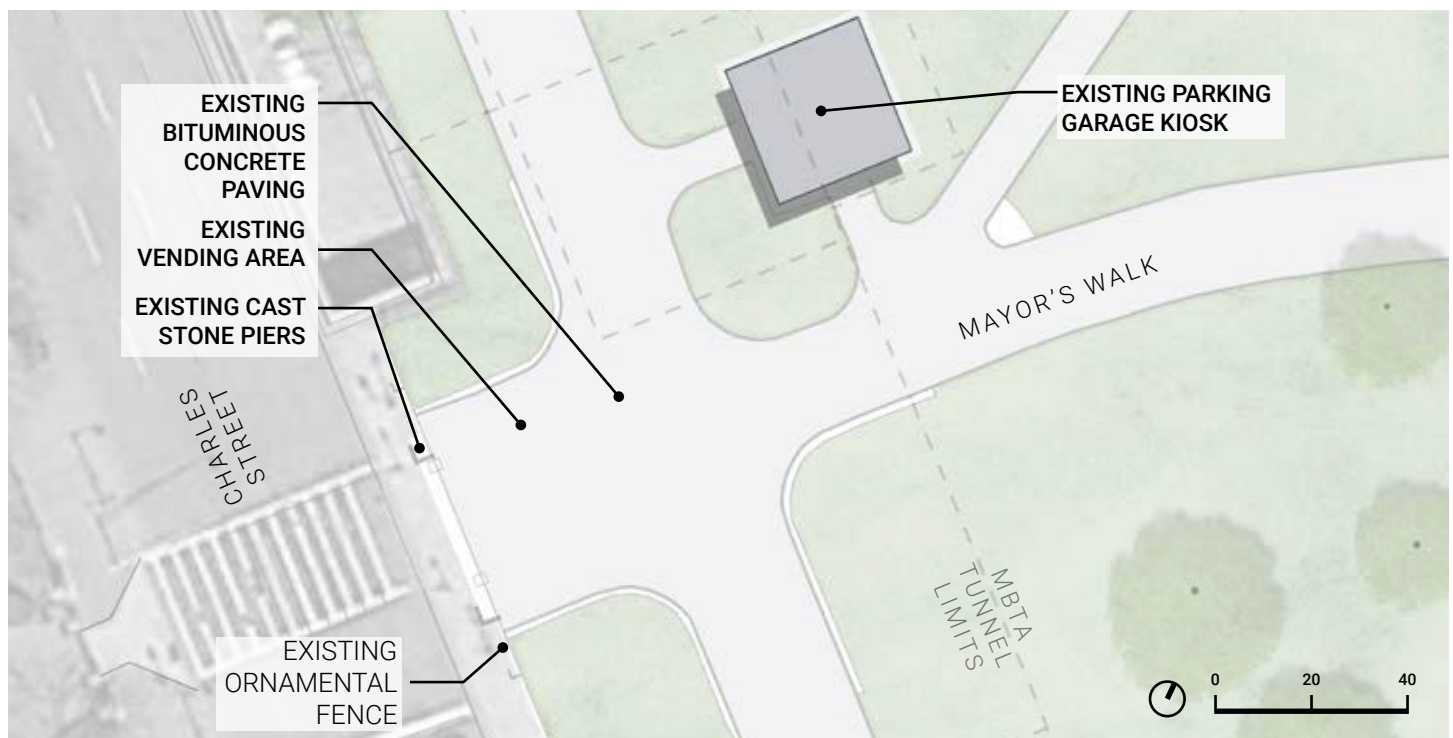 EXISTING
BITUMINOUS
CONCRETE
PAVING
EXISTING
VENDING AREA
EXISTING CAST
STONE PIERS
EXISTING PARKING
GARAGE KIOSK
MAYOR'S WALK
CHARLES
STREET
MBTA
TUNNEL
LIMITS
EXISTING
ORNAMENTAL
FENCE
0 20 40